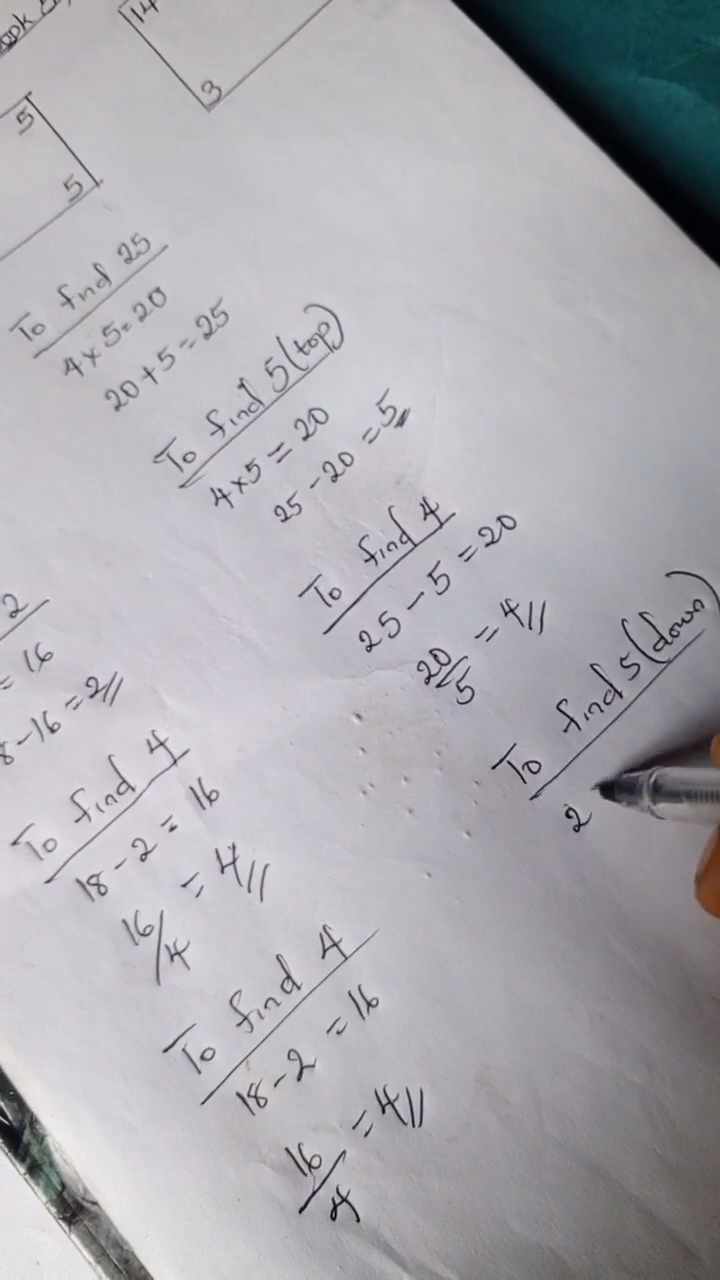 14
3
5
5
To find 25
4 x 5 = 20
20 + 5 = 25
To find 5 (top)
4 x 5 = 20
25 - 20 = 5
To find 4
25 - 5 = 20
20/5 = 4//
To find 5 (down)
2
2
= 16
8 - 16 = 2//
To find 4
18 - 2 = 16
16/4 = 4//
To find 4
18 - 2 = 16
16/4 = 4//